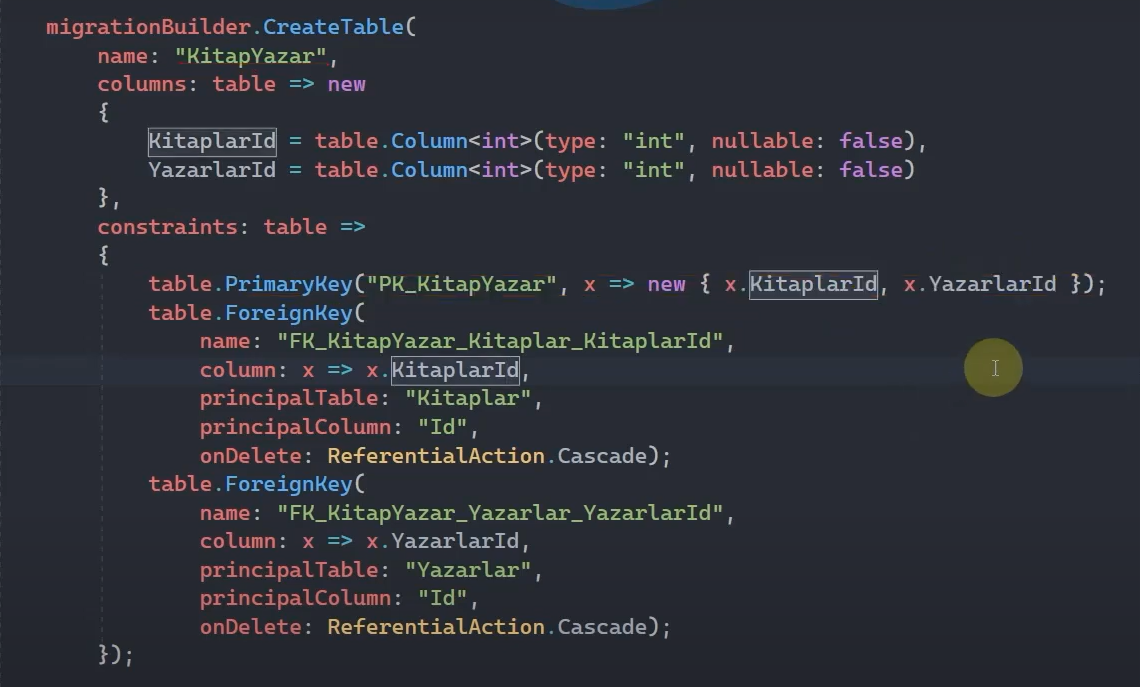 migrationBuilder.CreateTable(
name: "KitapYazar",
columns: table => new
{
KitaplarId = table.Column<int>(type: "int", nullable: false),
YazarlarId = table.Column<int>(type: "int", nullable: false)
},
constraints: table =>
{
table.PrimaryKey("PK_KitapYazar", x => new { x.KitaplarId, x.YazarlarId });
table.ForeignKey(
name: "FK_KitapYazar_Kitaplar_KitaplarId",
column: x => x.KitaplarId,
principalTable: "Kitaplar",
principalColumn: "Id",
onDelete: ReferentialAction.Cascade);
table.ForeignKey(
name: "FK_KitapYazar_Yazarlar_YazarlarId",
column: x => x.YazarlarId,
principalTable: "Yazarlar",
principalColumn: "Id",
onDelete: ReferentialAction.Cascade);
});